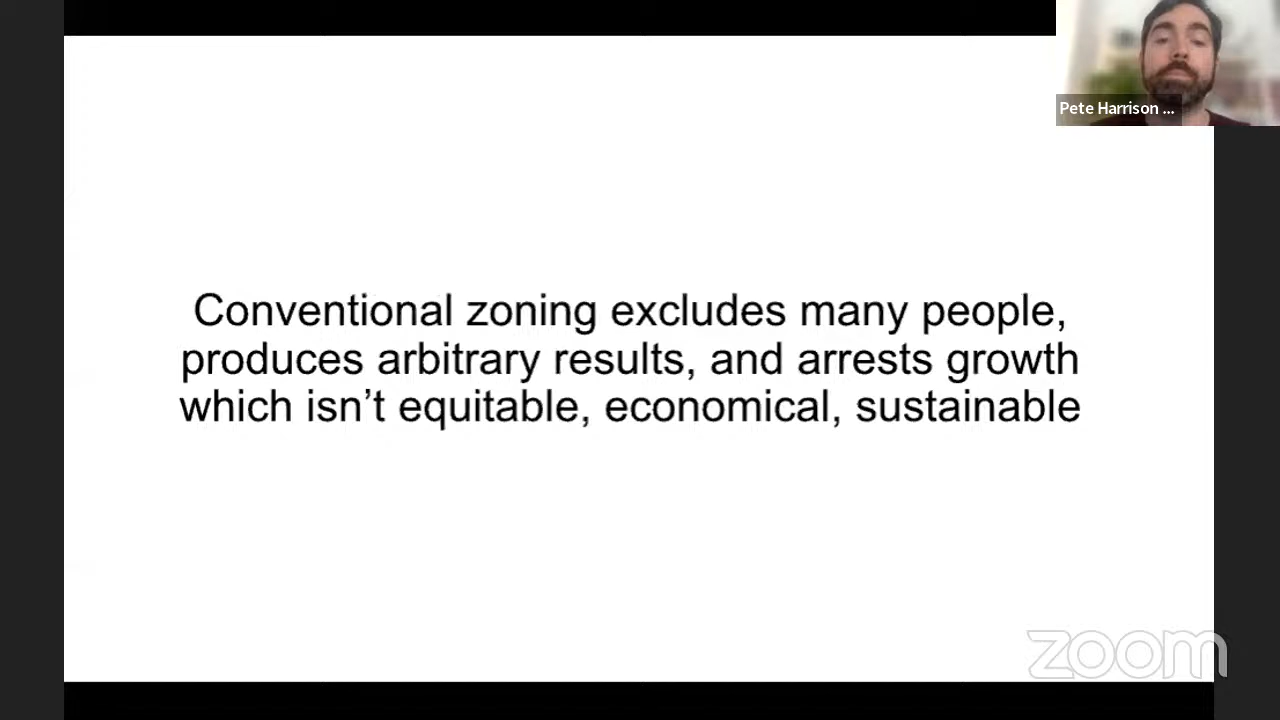 Pete Harrison ...
Conventional zoning excludes many people,
produces arbitrary results, and arrests growth
which isn’t equitable, economical, sustainable
zoom